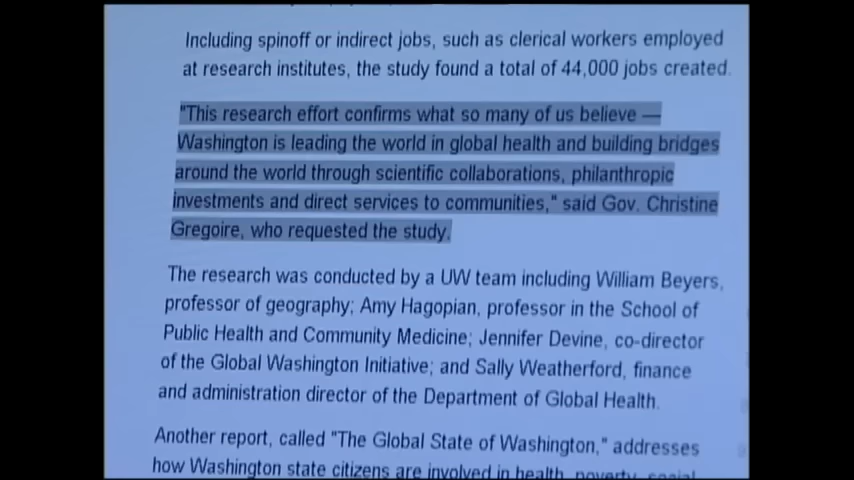 Including spinoff or indirect jobs, such as clerical workers employed
at research institutes, the study found a total of 44,000 jobs created.
"This research effort confirms what so many of us believe —
Washington is leading the world in global health and building bridges
around the world through scientific collaborations, philanthropic
investments and direct services to communities," said Gov. Christine
Gregoire, who requested the study.
The research was conducted by a UW team including William Beyers,
professor of geography; Amy Hagopian, professor in the School of
Public Health and Community Medicine; Jennifer Devine, co-director
of the Global Washington Initiative; and Sally Weatherford, finance
and administration director of the Department of Global Health.
Another report, called "The Global State of Washington," addresses
how Washington state citizens are involved in health, poverty, social